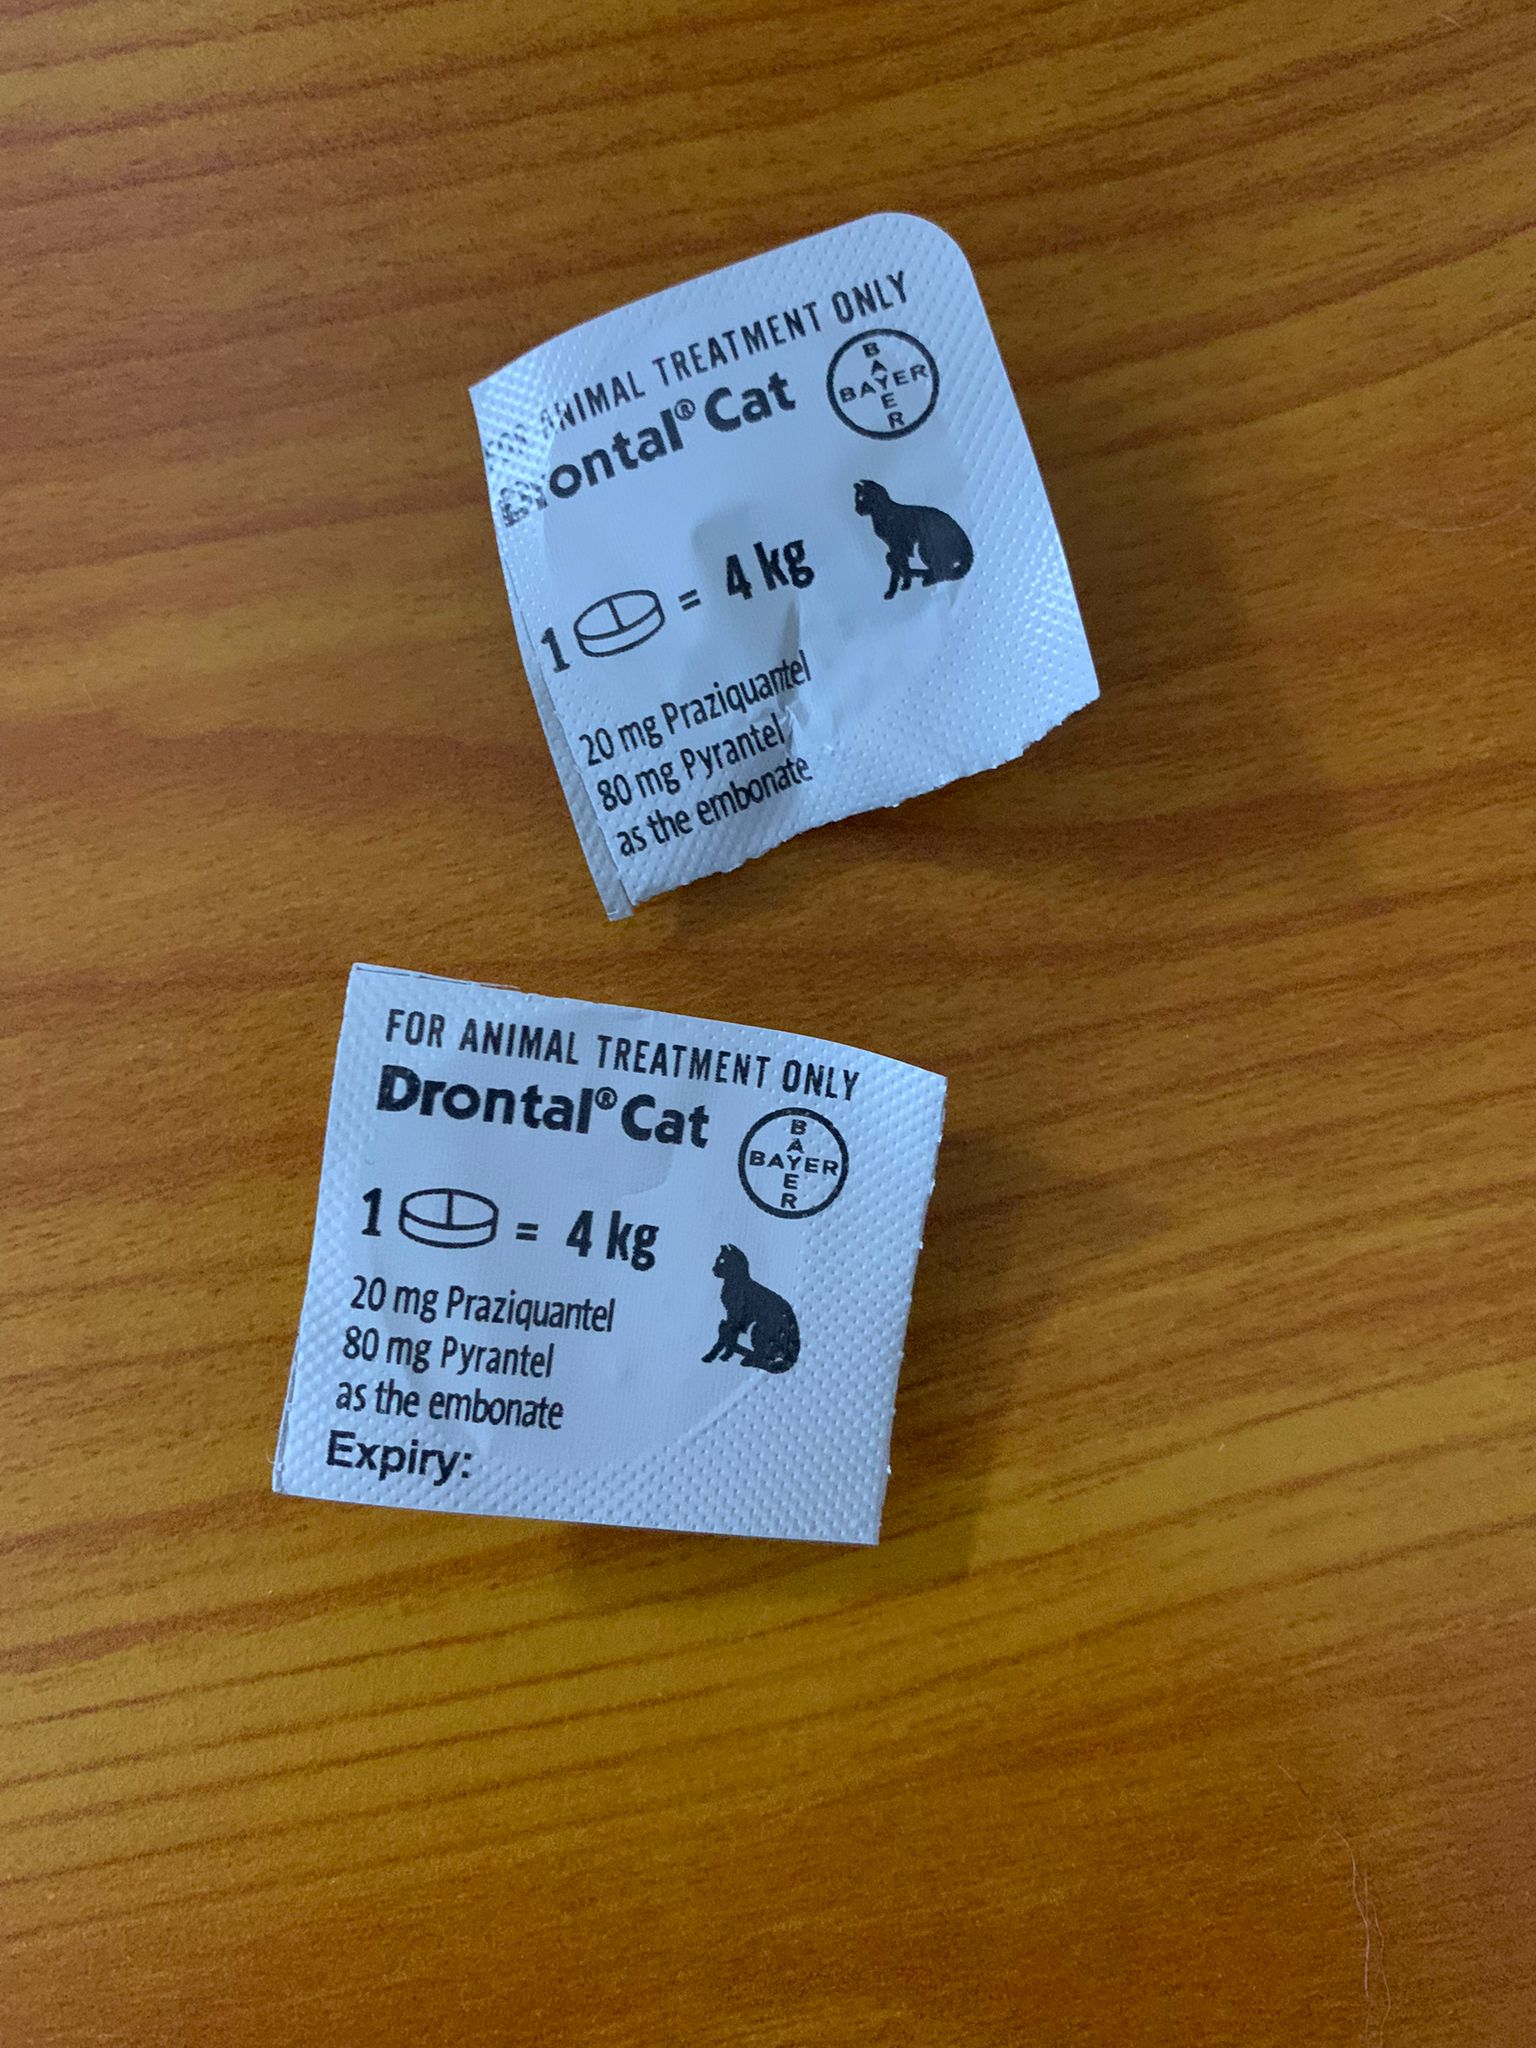 FOR ANIMAL TREATMENT ONLY
Drontal® Cat
BAYER
BAYER
1 = 4 kg
20 mg Praziquantel
80 mg Pyrantel
as the embonate
FOR ANIMAL TREATMENT ONLY
Drontal® Cat
BAYER
BAYER
1 = 4 kg
20 mg Praziquantel
80 mg Pyrantel
as the embonate
Expiry: